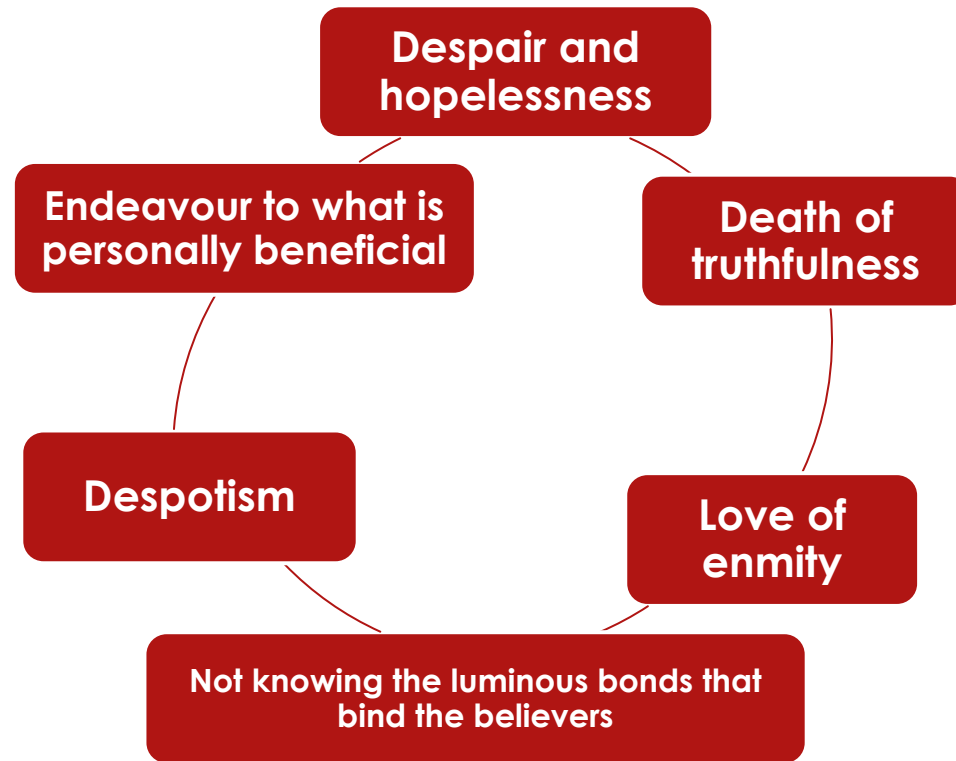 Despair and
hopelessness
Death of
truthfulness
Love of
enmity
Not knowing the luminous bonds that
bind the believers
Despotism
Endeavour to what is
personally beneficial